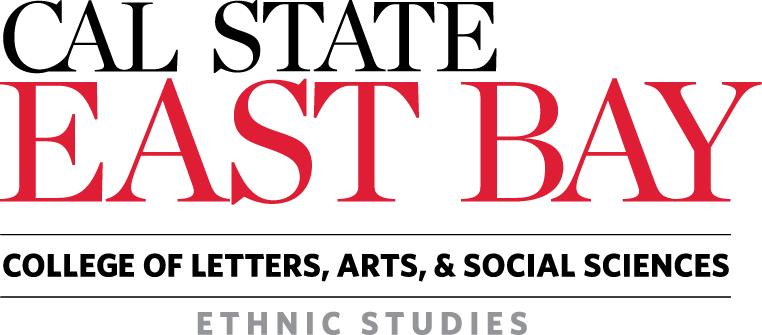 CAL STATE
EAST BAY
COLLEGE OF LETTERS, ARTS, & SOCIAL SCIENCES
ETHNIC STUDIES